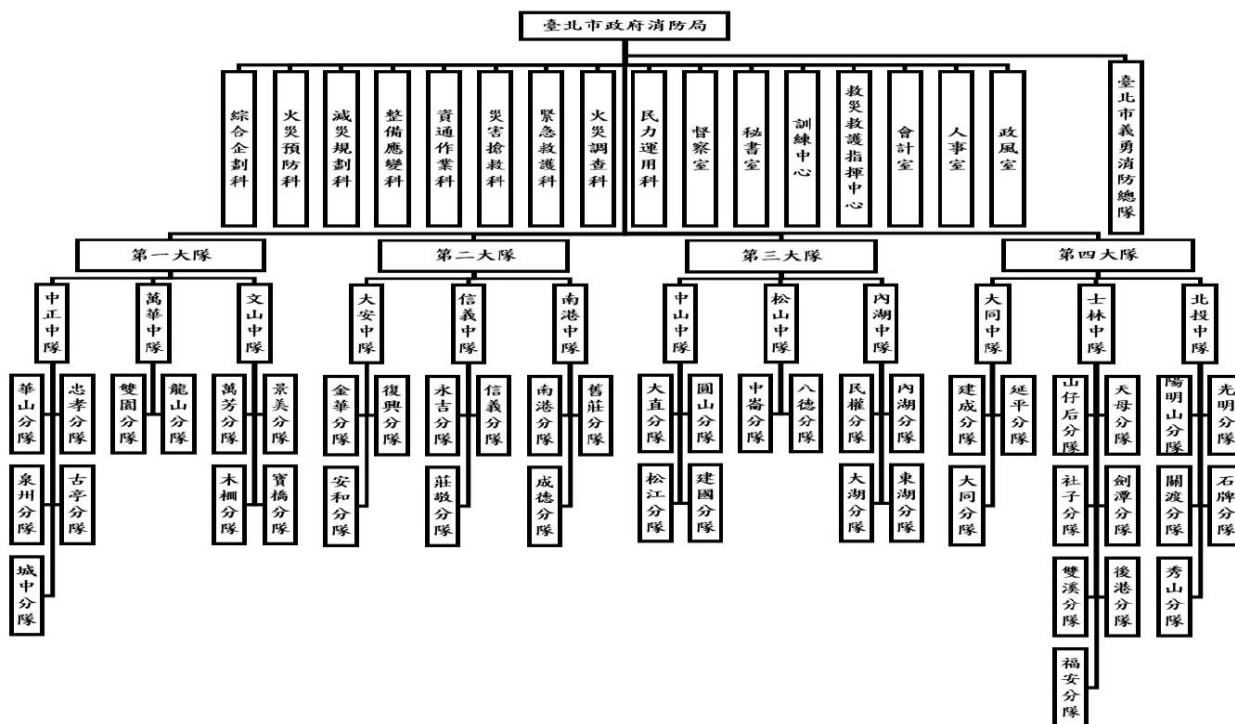 臺北市政府消防局
綜合企劃科
火災預防科
減災規劃科
整備應變科
資通作業科
災害搶救科
緊急救護科
火災調查科
民力運用科
督察室
秘書室
訓練中心
救災救護指揮中心
會計室
人事室
政風室
臺北市義勇消防總隊
第一大隊
第二大隊
第三大隊
第四大隊
中正中隊
萬華中隊
文山中隊
大安中隊
信義中隊
南港中隊
中山中隊
松山中隊
內湖中隊
大同中隊
士林中隊
北投中隊
華山分隊
忠孝分隊
雙園分隊
龍山分隊
萬芳分隊
景美分隊
金華分隊
復興分隊
永吉分隊
信義分隊
南港分隊
舊莊分隊
大直分隊
圓山分隊
中崙分隊
八德分隊
民權分隊
內湖分隊
建成分隊
延平分隊
山仔后分隊
天母分隊
陽明山分隊
光明分隊
泉州分隊
古亭分隊
木柵分隊
寶橋分隊
安和分隊
莊敬分隊
成德分隊
松江分隊
建國分隊
大湖分隊
東湖分隊
大同分隊
社子分隊
劍潭分隊
關渡分隊
石牌分隊
城中分隊
雙溪分隊
後港分隊
秀山分隊
福安分隊